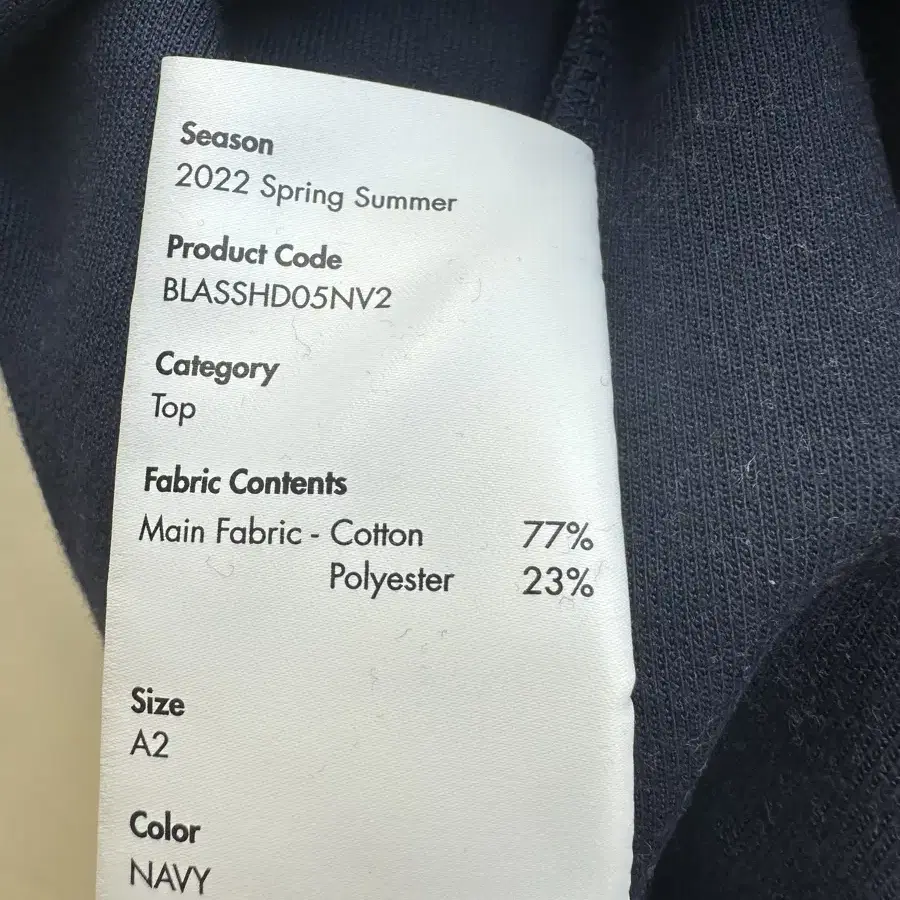 Season
2022 Spring Summer
Product Code
BLASSHD05NV2
Category
Top
Fabric Contents
Main Fabric - Cotton 77%
Polyester 23%
Size
A2
Color
NAVY